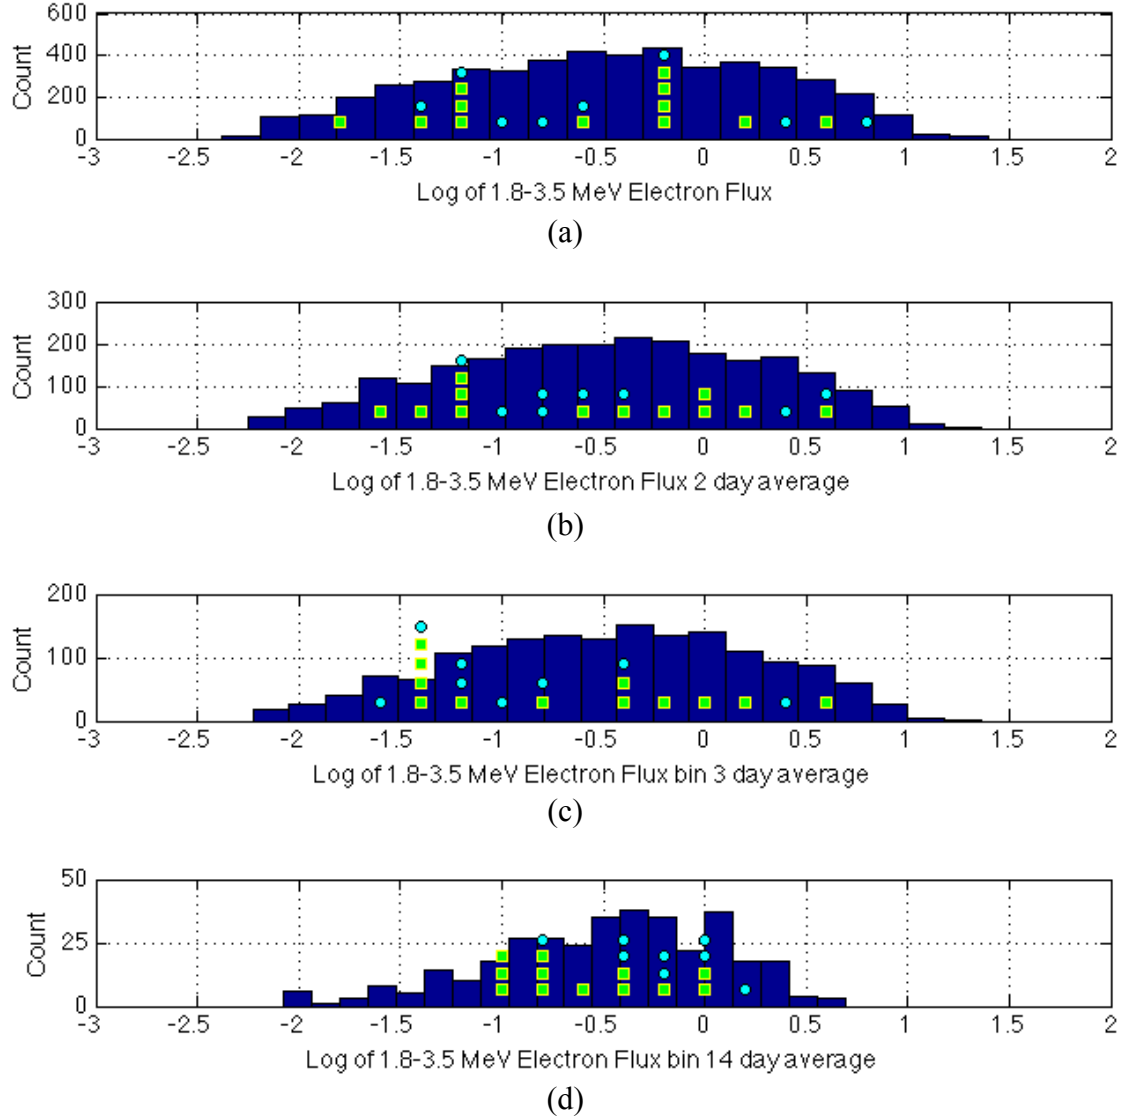 600
400
200
0
Count
-3 -2.5 -2 -1.5 -1 -0.5 0 0.5 1 1.5 2
Log of 1.8-3.5 MeV Electron Flux
(a)
300
200
100
0
Count
-3 -2.5 -2 -1.5 -1 -0.5 0 0.5 1 1.5 2
Log of 1.8-3.5 MeV Electron Flux 2 day average
(b)
200
100
0
Count
-3 -2.5 -2 -1.5 -1 -0.5 0 0.5 1 1.5 2
Log of 1.8-3.5 MeV Electron Flux bin 3 day average
(c)
50
25
0
Count
-3 -2.5 -2 -1.5 -1 -0.5 0 0.5 1 1.5 2
Log of 1.8-3.5 MeV Electron Flux bin 14 day average
(d)